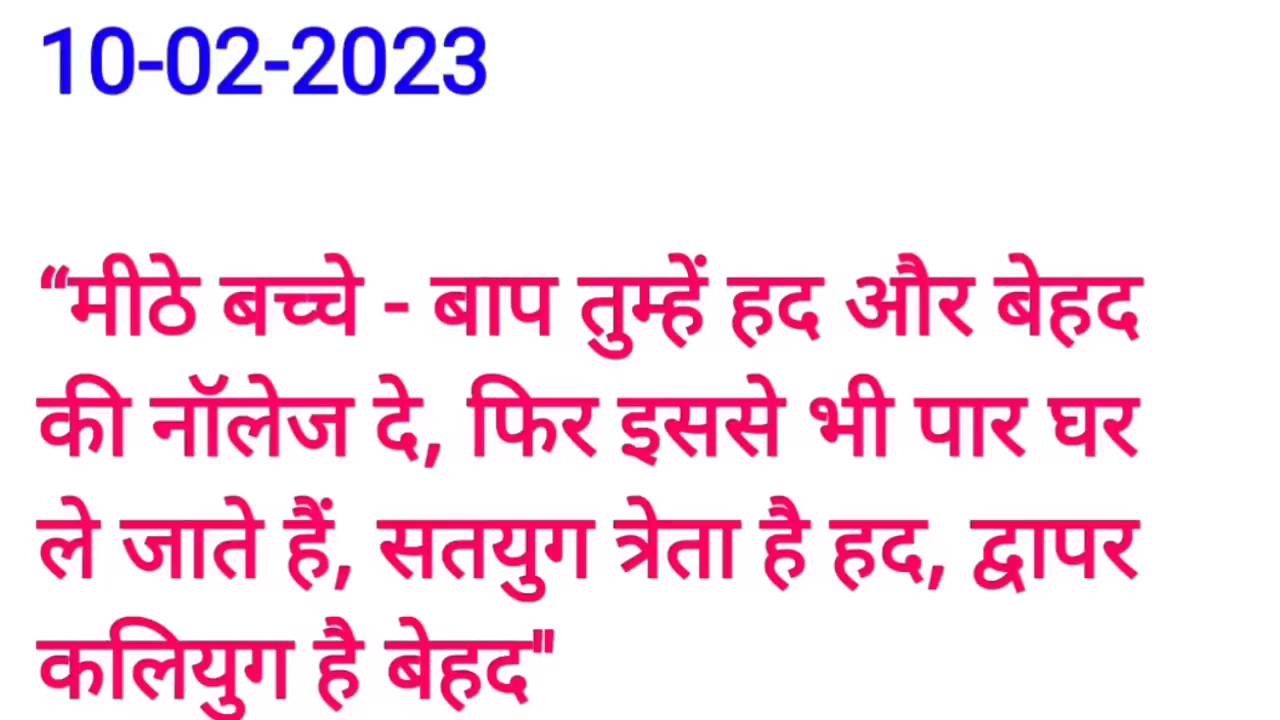 10-02-2023
“मीठे बच्चे - बाप तुम्हें हद और बेहद
की नॉलेज दे, फिर इससे भी पार घर
ले जाते हैं, सतयुग त्रेता है हद, द्वापर
कलियुग है बेहद"